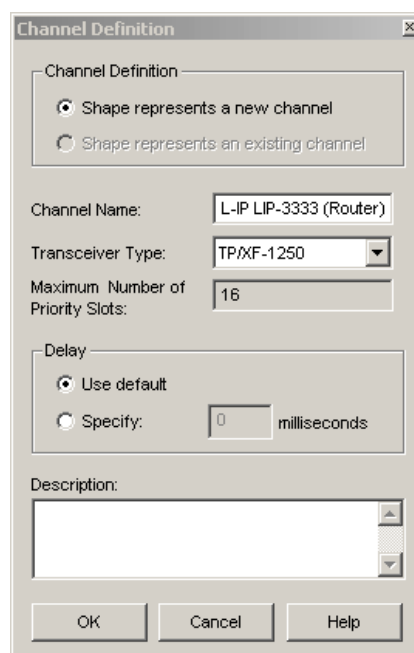 Channel Definition
Channel Definition
Shape represents a new channel
Shape represents an existing channel
Channel Name:
L-IP LIP-3333 (Router)
Transceiver Type:
TP/XF-1250
Maximum Number of
Priority Slots:
16
Delay
Use default
Specify:
0
milliseconds
Description:
OK
Cancel
Help